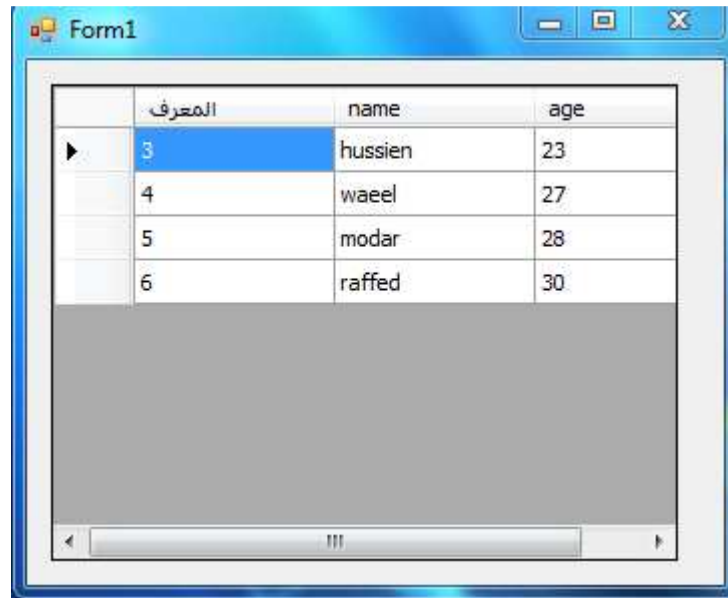 Form1
المعرف name age
3 hussien 23
4 waeel 27
5 modar 28
6 raffed 30